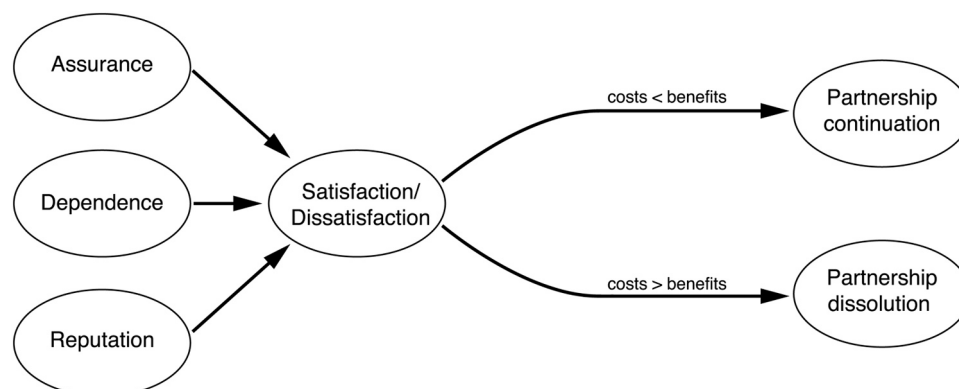 Assurance
Dependence
Reputation
Satisfaction/
Dissatisfaction
costs < benefits
costs > benefits
Partnership
continuation
Partnership
dissolution